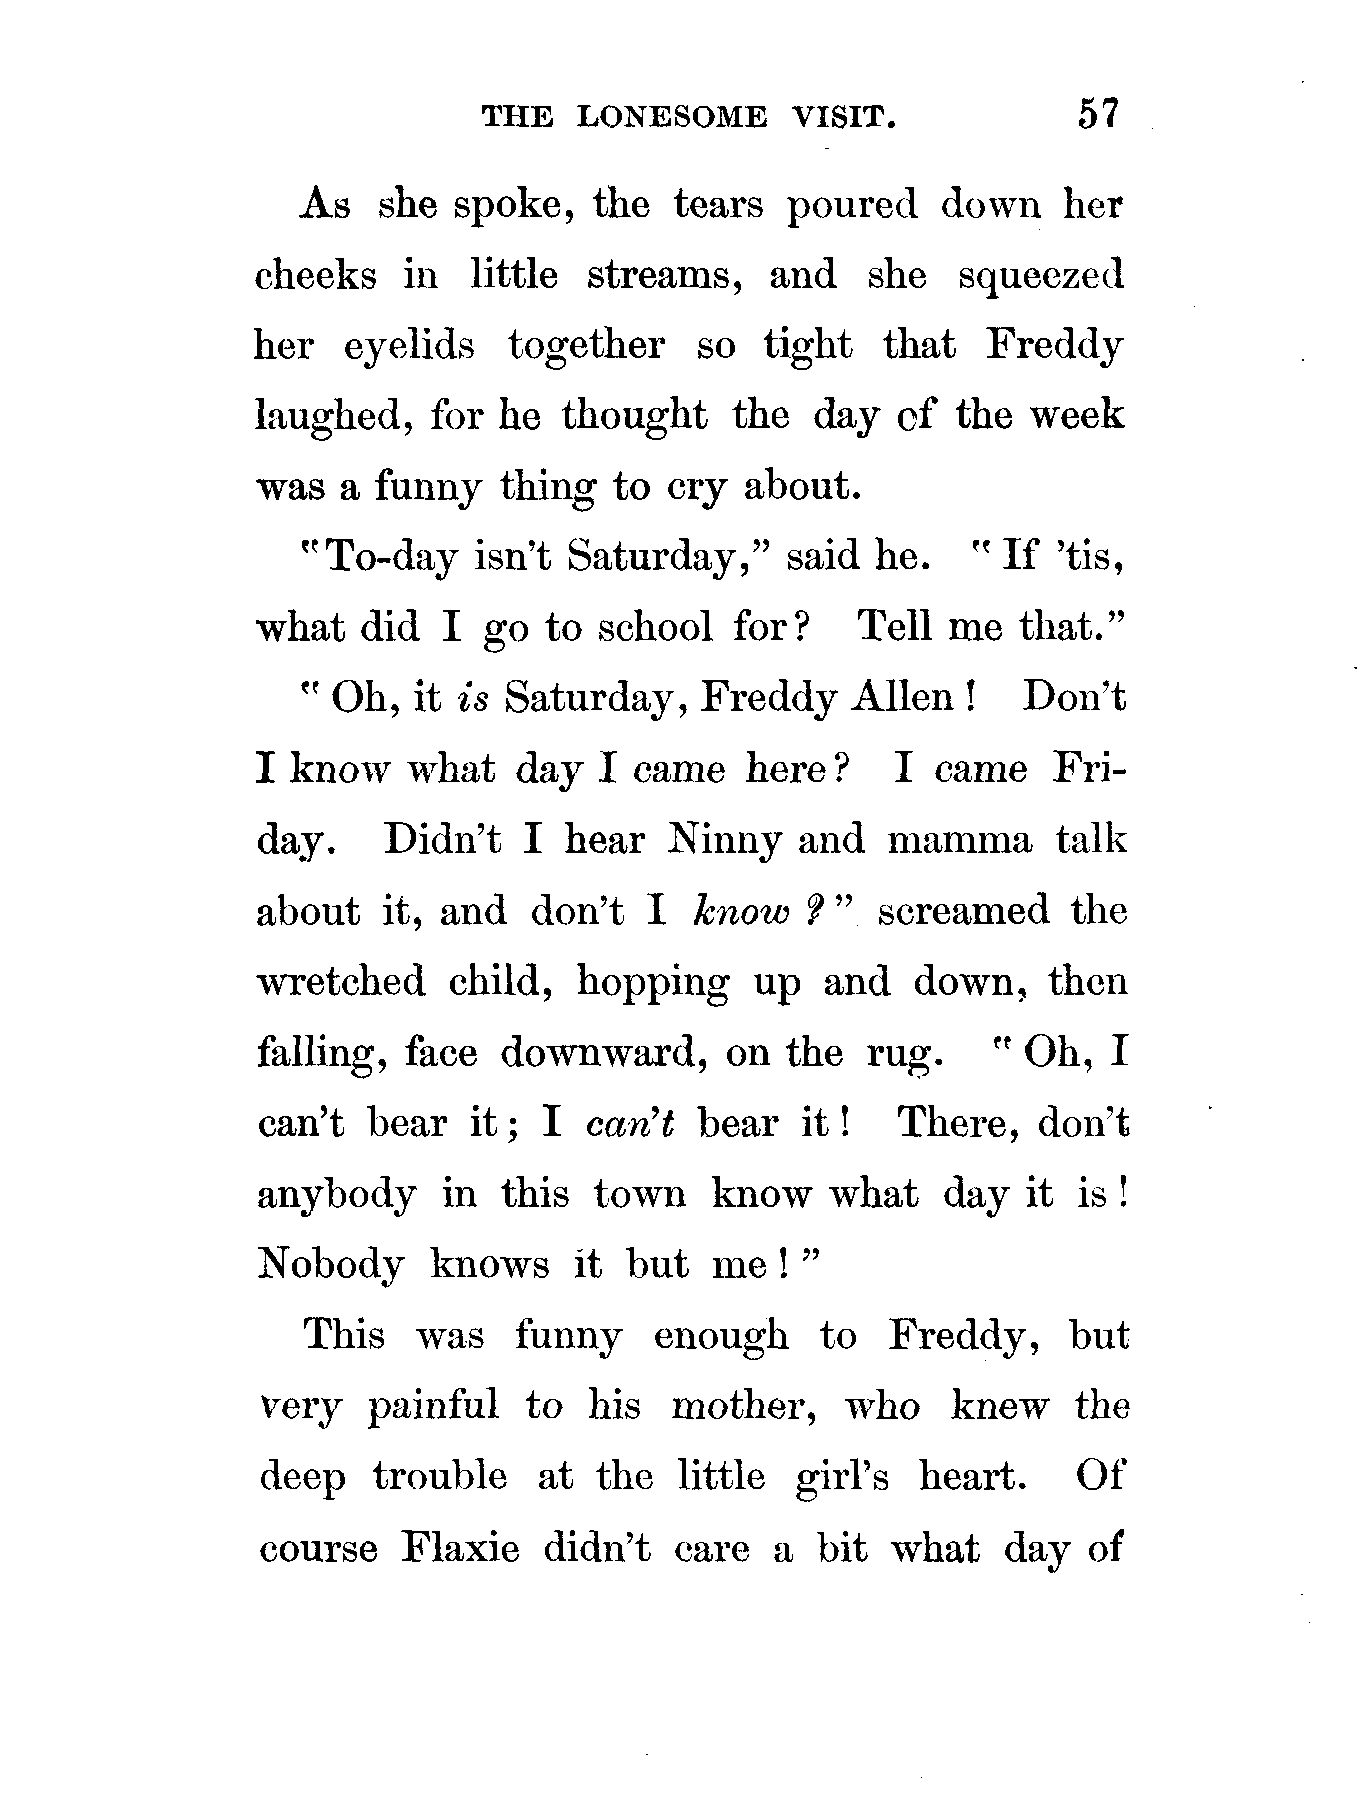 THE LONESOME VISIT. 57
As she spoke, the tears poured down her
cheeks in little streams, and she squeezed
her eyelids together so tight that Freddy
laughed, for he thought the day of the week
was a funny thing to cry about.
"To-day isn't Saturday," said he. "If 'tis,
what did I go to school for? Tell me that."
"Oh, it is Saturday, Freddy Allen! Don't
I know what day I came here? I came Fri-
day. Didn't I hear Ninny and mamma talk
about it, and don't I know?" screamed the
wretched child, hopping up and down, then
falling, face downward, on the rug. "Oh, I
can't bear it; I can't bear it! There, don't
anybody in this town know what day it is!
Nobody knows it but me!"
This was funny enough to Freddy, but
very painful to his mother, who knew the
deep trouble at the little girl's heart. Of
course Flaxie didn't care a bit what day of